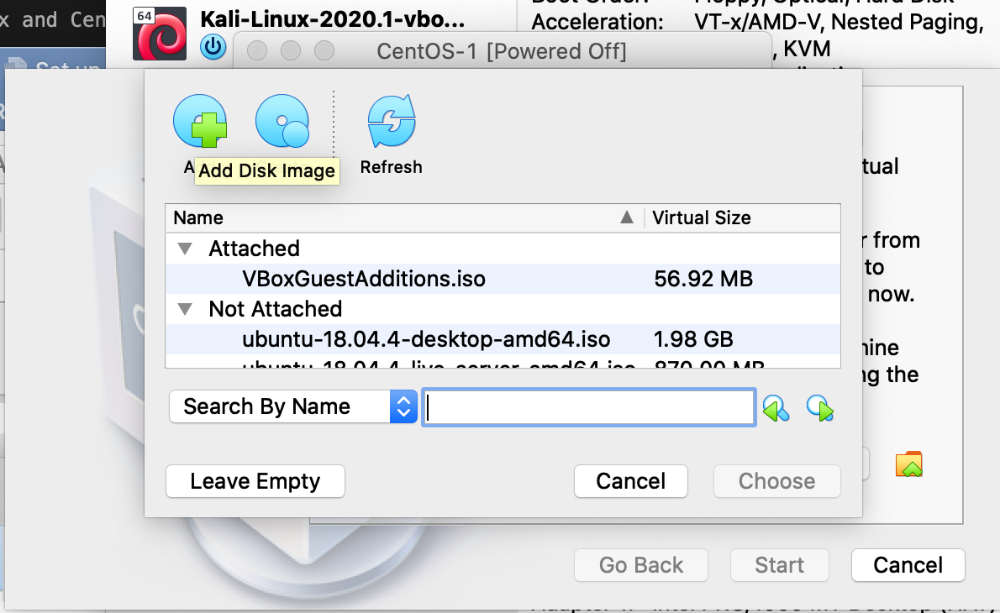 x and Cen
64
Kali-Linux-2020.1-vbo...
Acceleration: VT-x/AMD-V, Nested Paging,
, KVM
CentOS-1 [Powered Off]
Set up
Add Disk Image
Refresh
tual
Name
Virtual Size
Attached
r from
VBoxGuestAdditions.iso
56.92 MB
to
now.
Not Attached
ubuntu-18.04.4-desktop-amd64.iso
1.98 GB
ng the
Search By Name
Leave Empty
Cancel
Choose
Go Back
Start
Cancel